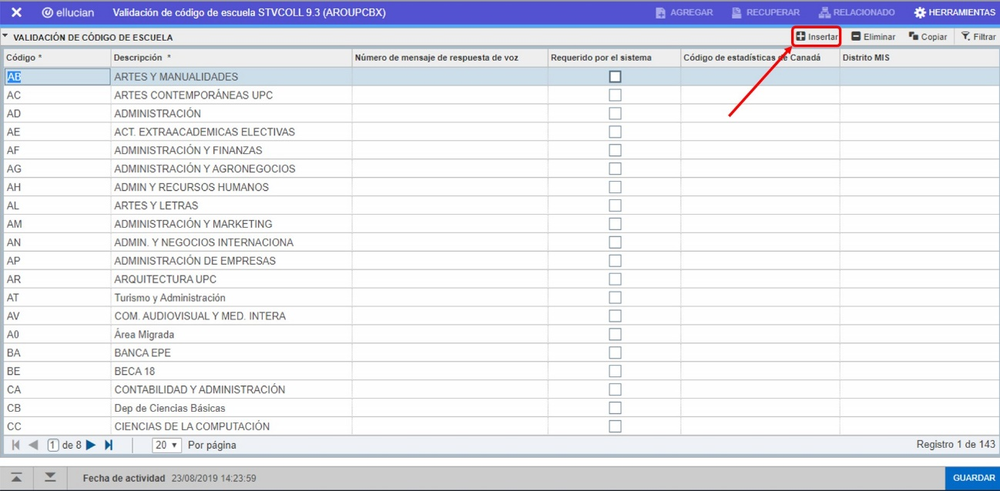 ellucian Validación de código de escuela STVCOLL 9.3 (AROUPCBX) AGREGAR RECUPERAR RELACIONADO HERRAMIENTAS
VALIDACIÓN DE CÓDIGO DE ESCUELA Insertar Eliminar Copiar Filtrar
Código * Descripción * Número de mensaje de respuesta de voz Requerido por el sistema Código de estadísticas de Canadá Distrito MIS
AB ARTES Y MANUALIDADES
AC ARTES CONTEMPORÁNEAS UPC
AD ADMINISTRACIÓN
AE ACT. EXTRAACADEMICAS ELECTIVAS
AF ADMINISTRACIÓN Y FINANZAS
AG ADMINISTRACIÓN Y AGRONEGOCIOS
AH ADMIN Y RECURSOS HUMANOS
AL ARTES Y LETRAS
AM ADMINISTRACIÓN Y MARKETING
AN ADMIN. Y NEGOCIOS INTERNACIONA
AP ADMINISTRACIÓN DE EMPRESAS
AR ARQUITECTURA UPC
AT Turismo y Administración
AV COM. AUDIOVISUAL Y MED. INTERA
A0 Área Migrada
BA BANCA EPE
BE BECA 18
CA CONTABILIDAD Y ADMINISTRACIÓN
CB Dep de Ciencias Básicas
CC CIENCIAS DE LA COMPUTACIÓN
1 de 8 20 Por página Registro 1 de 143
Fecha de actividad 23/08/2019 14:23:59 GUARDAR